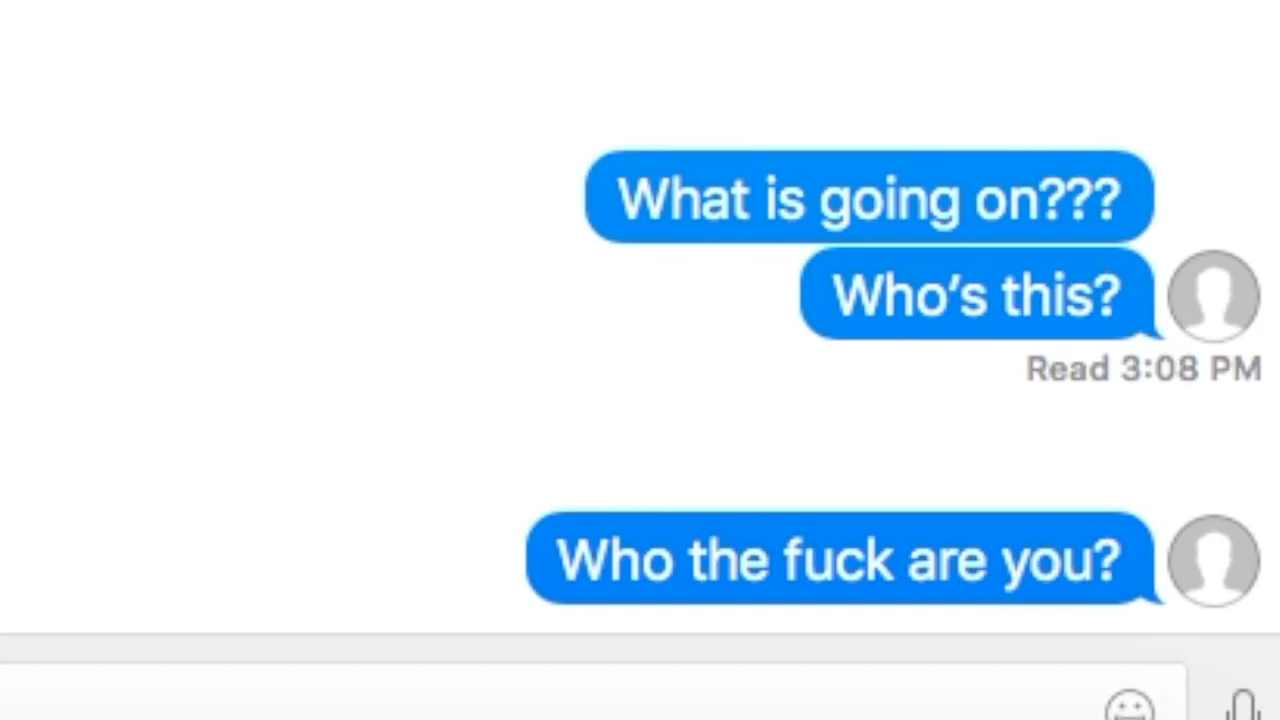 What is going on???
Who’s this?
Read 3:08 PM
Who the fuck are you?